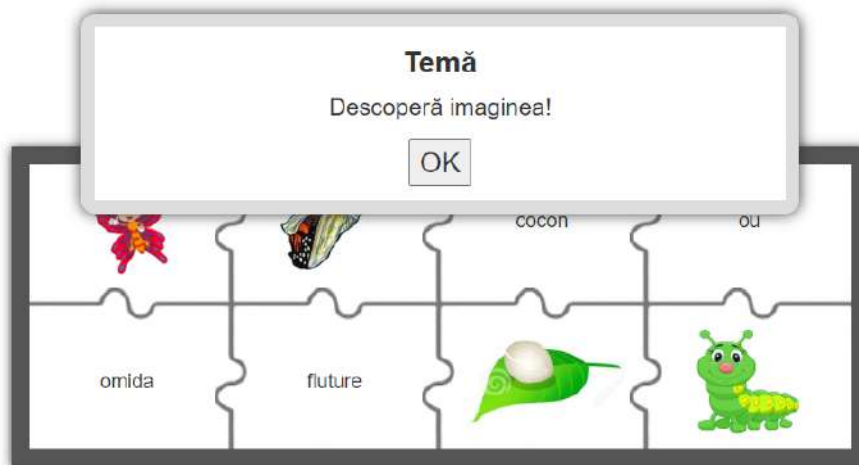 Temă
Descoperă imaginea!
OK
cocon
ou
omida
fluture